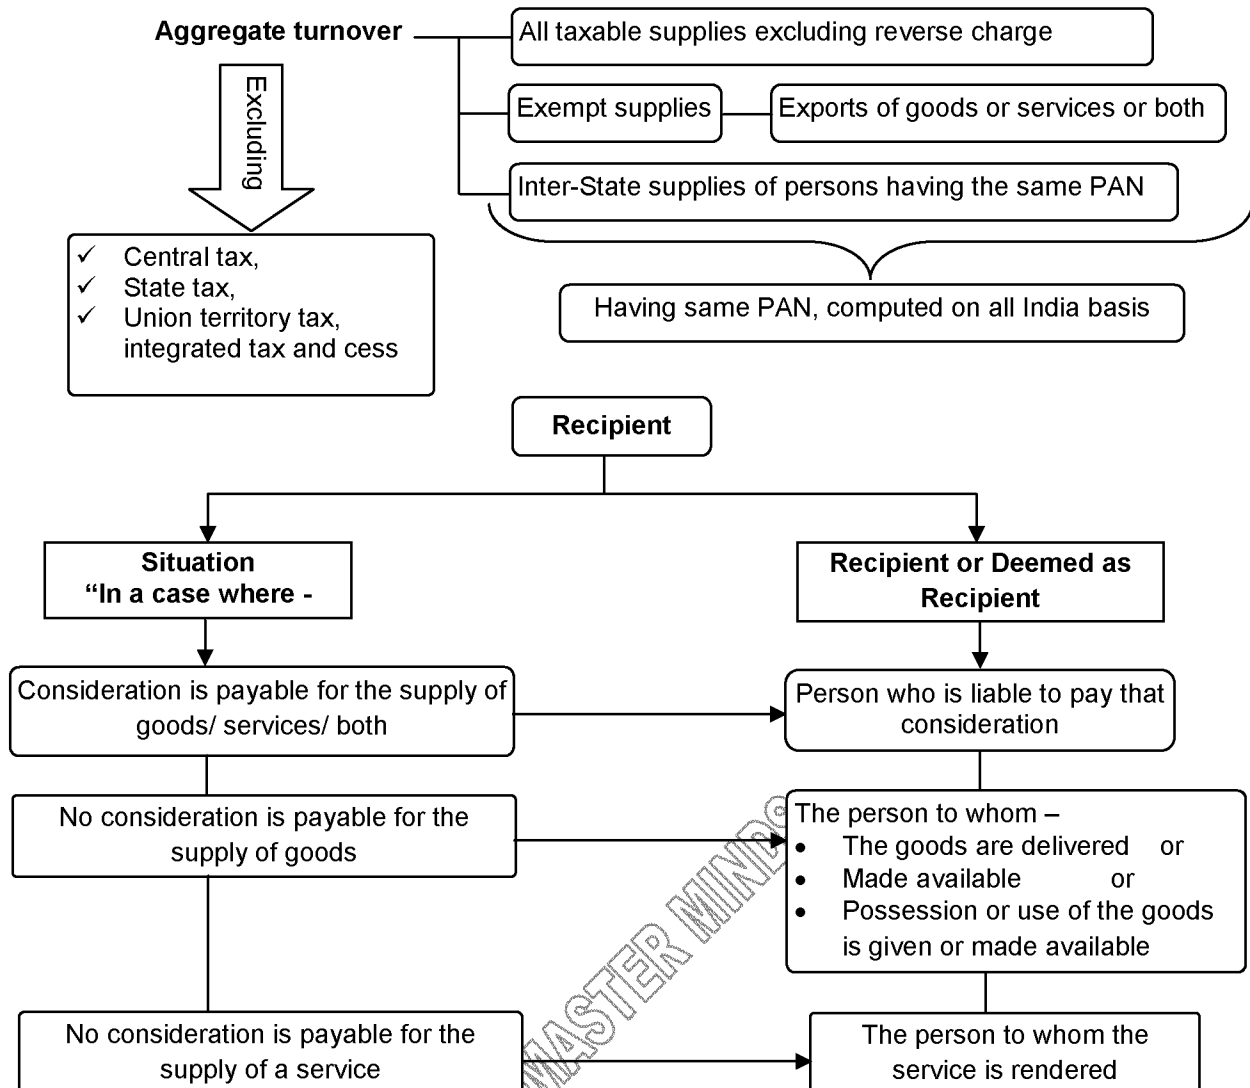 Aggregate turnover
All taxable supplies excluding reverse charge
Excluding
Exempt supplies
Exports of goods or services or both
Inter-State supplies of persons having the same PAN
✓ Central tax,
✓ State tax,
✓ Union territory tax,
integrated tax and cess
Having same PAN, computed on all India basis
Recipient
Situation
“In a case where -
Recipient or Deemed as
Recipient
Consideration is payable for the supply of
goods/ services/ both
Person who is liable to pay that
consideration
No consideration is payable for the
supply of goods
The person to whom –
• The goods are delivered or
• Made available or
• Possession or use of the goods
is given or made available
MASTER MINDS
No consideration is payable for the
supply of a service
The person to whom the
service is rendered